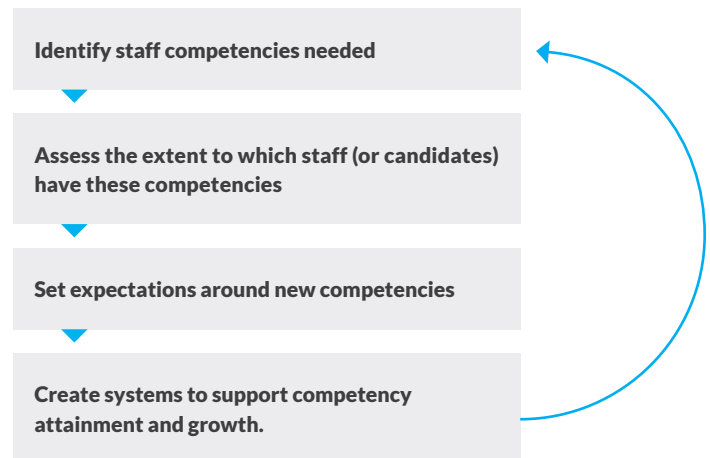 Identify staff competencies needed
Assess the extent to which staff (or candidates)
have these competencies
Set expectations around new competencies
Create systems to support competency
attainment and growth.